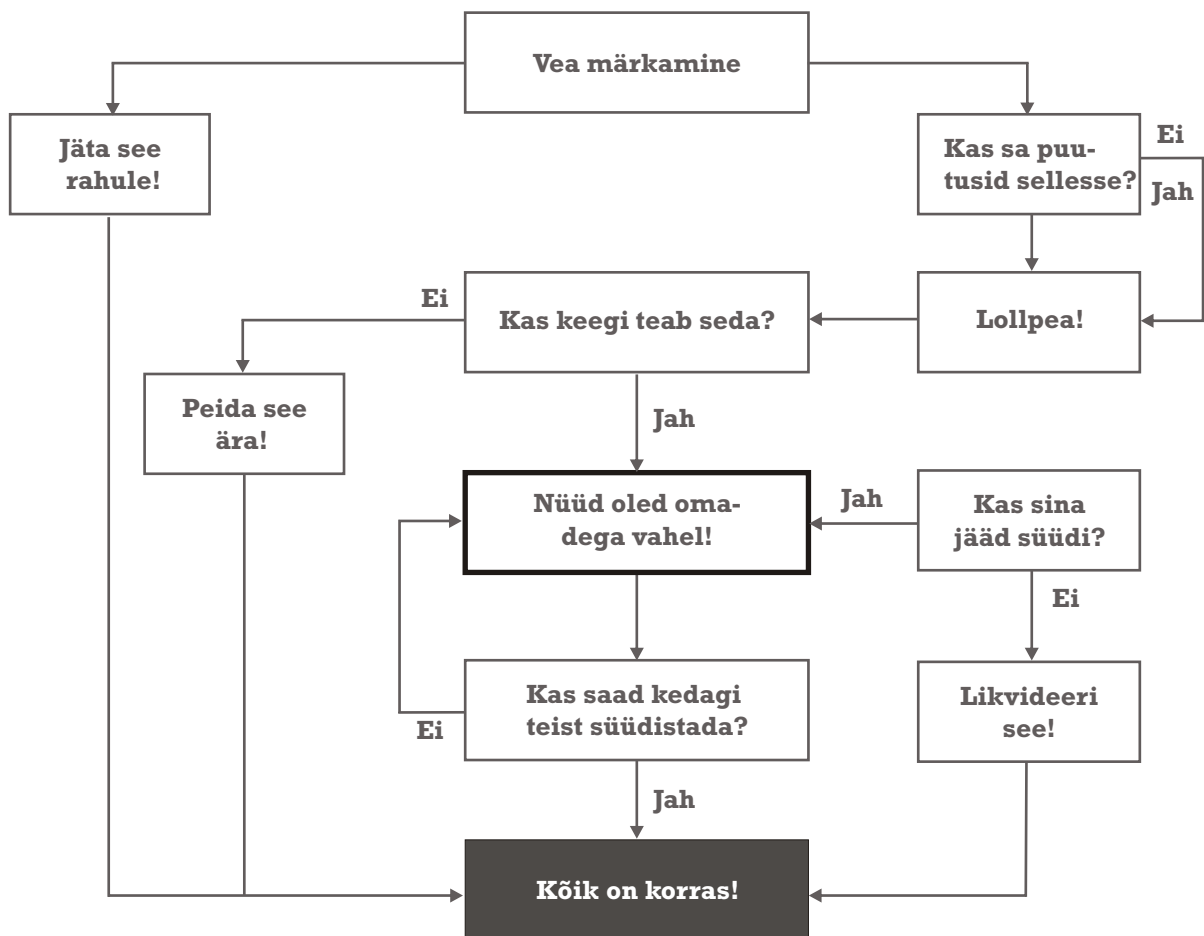 Vea märkamine
Jäta see
rahule!
Kas sa puu-
tusid sellesse?
Ei
Jah
Ei
Kas keegi teab seda?
Lollpea!
Peida see
ära!
Jah
Nüüd oled oma-
dega vahel!
Jah
Kas sina
jääd süüdi?
Ei
Kas saad kedagi
teist süüdistada?
Ei
Likvideeri
see!
Jah
Kõik on korras!